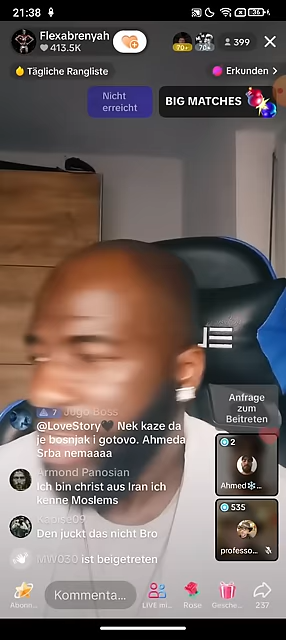 21:38
Flexabrenyah
413.5K
70+
70+
399
Tägliche Rangliste
Erkunden >
Nicht
erreicht
BIG MATCHES
Anfrage
zum
Beitreten
7 Jugo Boss
@LoveStory🖤 Nek kaze da
je bosnjak i gotovo. Ahmeda
Srba nemaaaa
Armond Panosian
Ich bin christ aus Iran ich
kenne Moslems
Den juckt das nicht Bro
MW030 ist beigetreten
2
Ahmed❄️...
535
professo...
Abonn...
Kommenta...
LIVE mi...
Rose
Gesche...
237